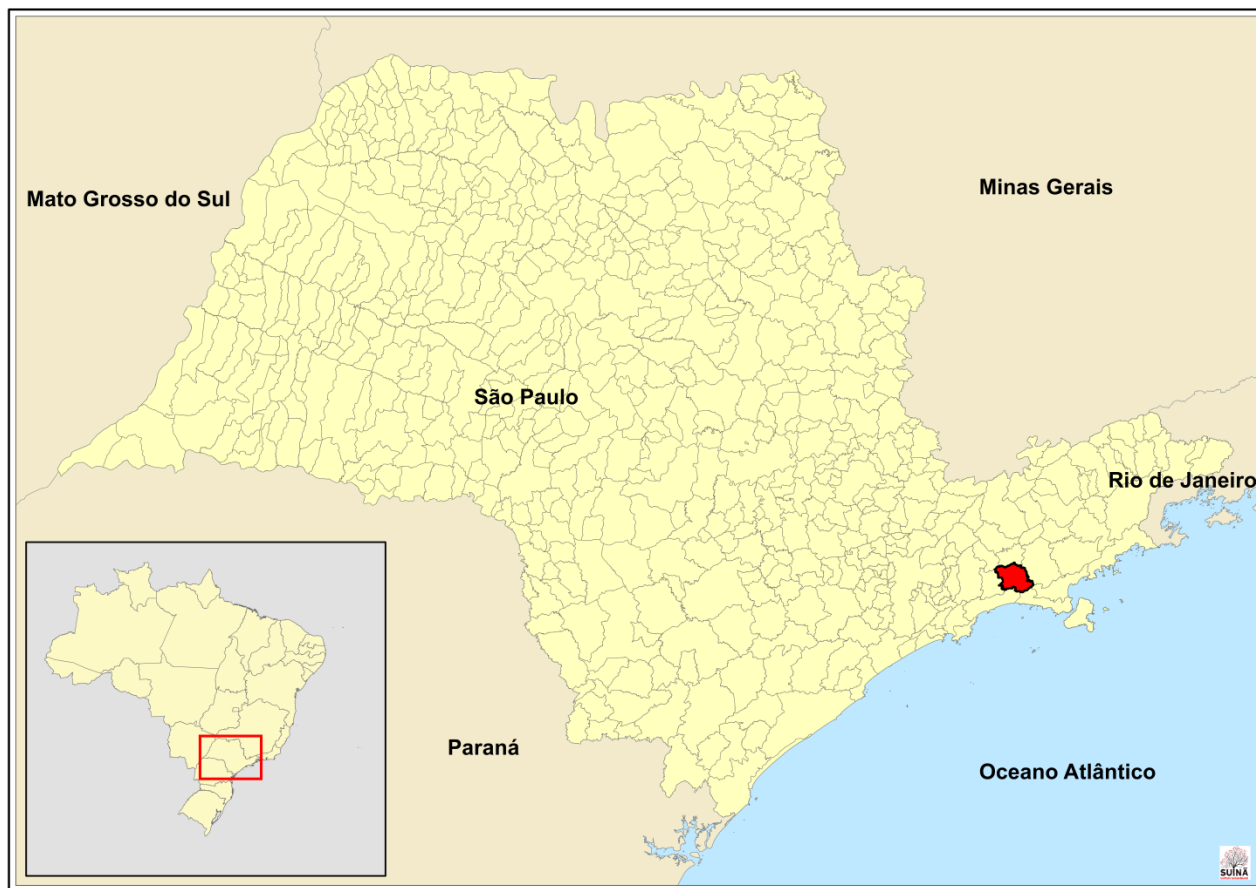 Mato Grosso do Sul
Minas Gerais
São Paulo
Rio de Janeiro
Paraná
Oceano Atlântico
SUINÃ